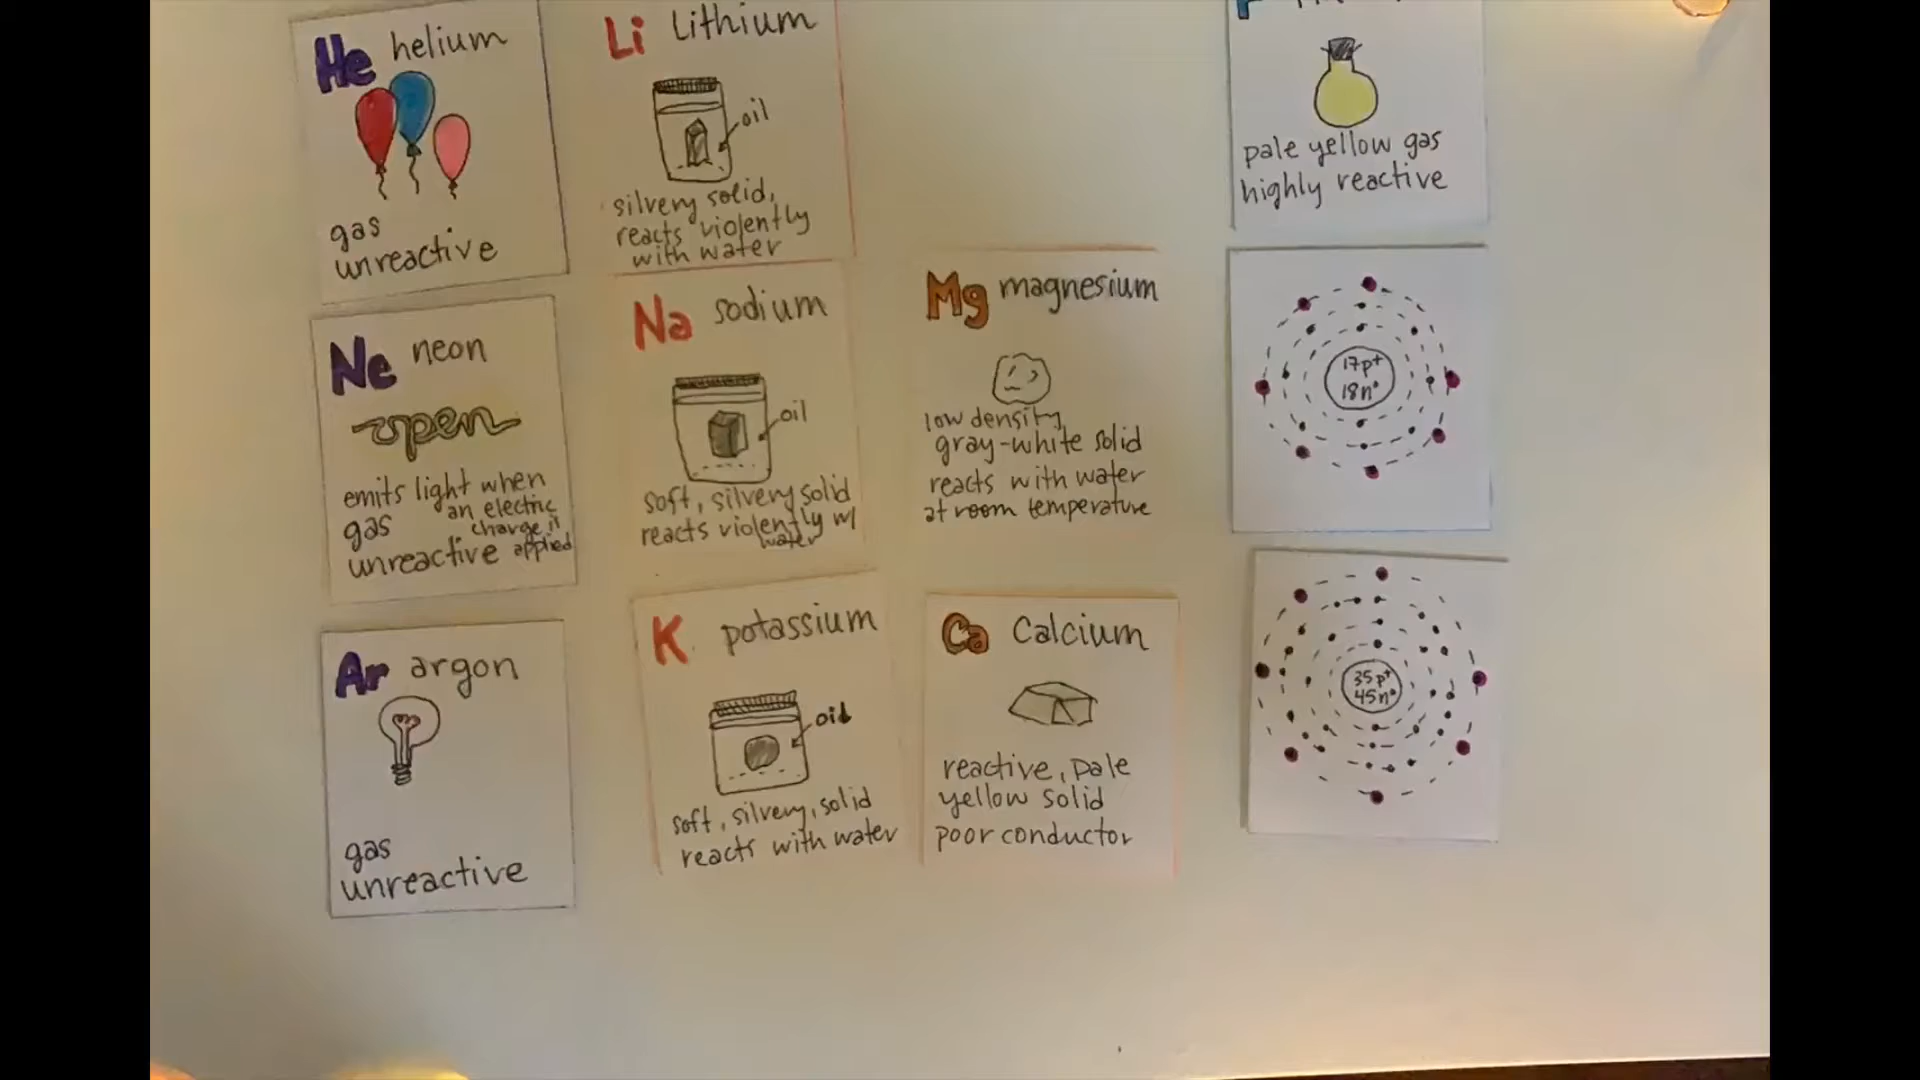 He helium
gas
unreactive
Li Lithium
oil
silvery solid,
reacts violently
with water
pale yellow gas
highly reactive
Ne neon
open
emits light when
an electric
charge is
applied
gas
unreactive
Na sodium
oil
soft, silvery solid
reacts violently w/
water
Mg magnesium
low density
gray-white solid
reacts with water
at room temperature
17p+
18n°
Ar argon
gas
unreactive
K potassium
oil
soft, silvery, solid
reacts with water
Ca Calcium
reactive, pale
yellow solid
poor conductor
35p+
45n°